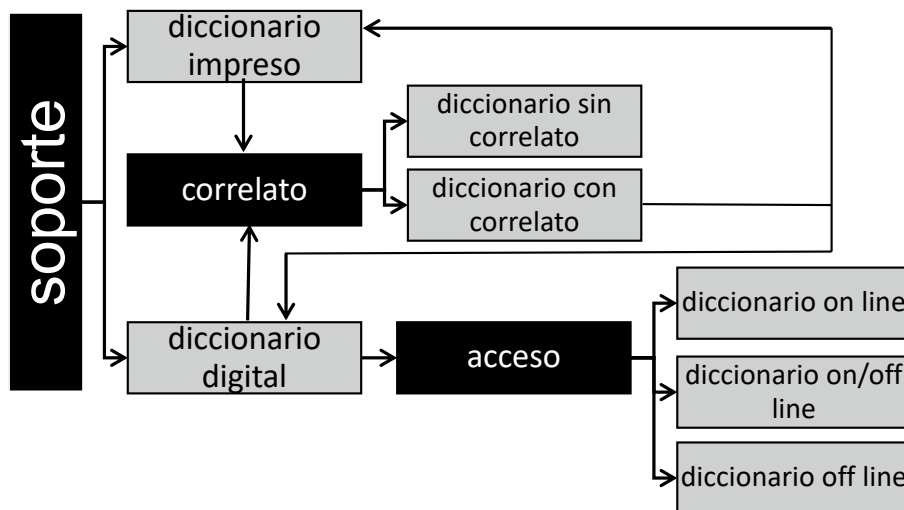 soporte
diccionario
impreso
correlato
diccionario sin
correlato
diccionario con
correlato
diccionario
digital
acceso
diccionario on line
diccionario on/off
line
diccionario off line